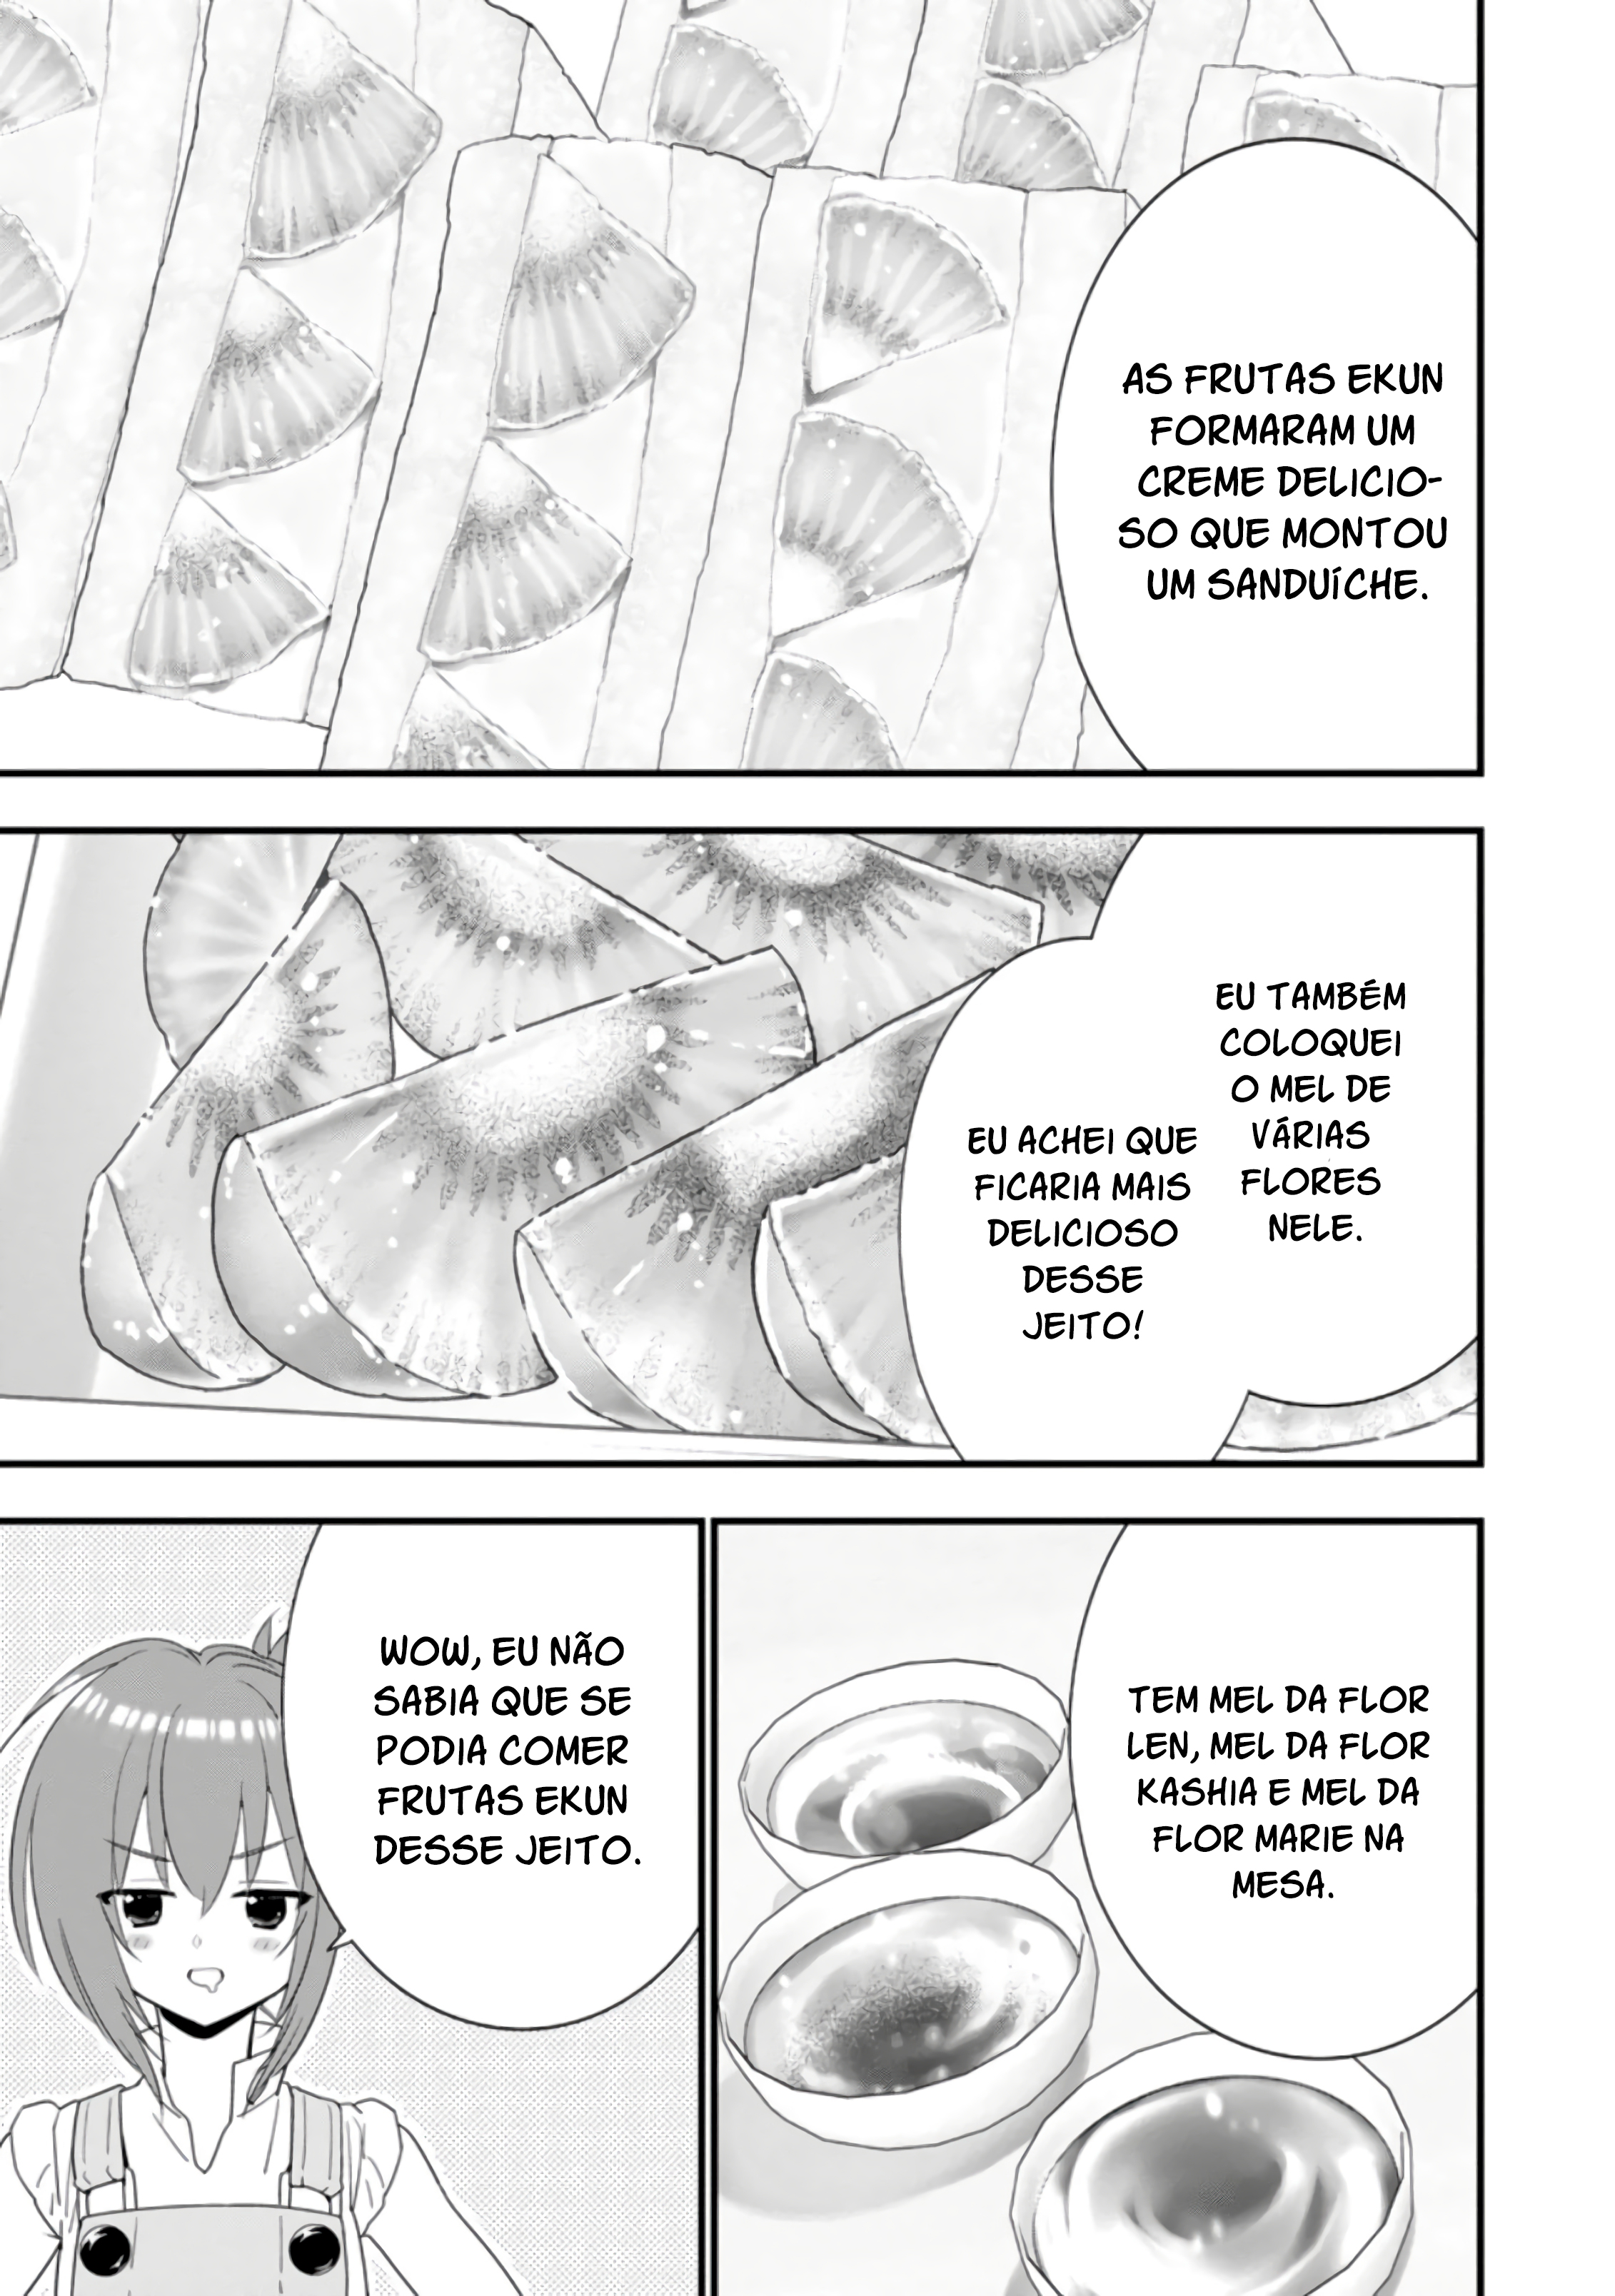 AS FRUTAS EKUN
FORMARAM UM
CREME DELICIO-
SO QUE MONTOU
UM SANDUÍCHE.
EU TAMBÉM
COLOQUEI
O MEL DE
VÁRIAS
FLORES
NELE.
EU ACHEI QUE
FICARIA MAIS
DELICIOSO
DESSE
JEITO!
TEM MEL DA FLOR
LEN, MEL DA FLOR
KASHIA E MEL DA
FLOR MARIE NA
MESA.
WOW, EU NÃO
SABIA QUE SE
PODIA COMER
FRUTAS EKUN
DESSE JEITO.